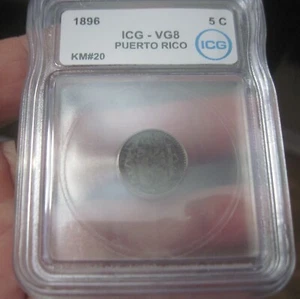 1896 5 C
ICG - VG8
PUERTO RICO
KM#20
ICG